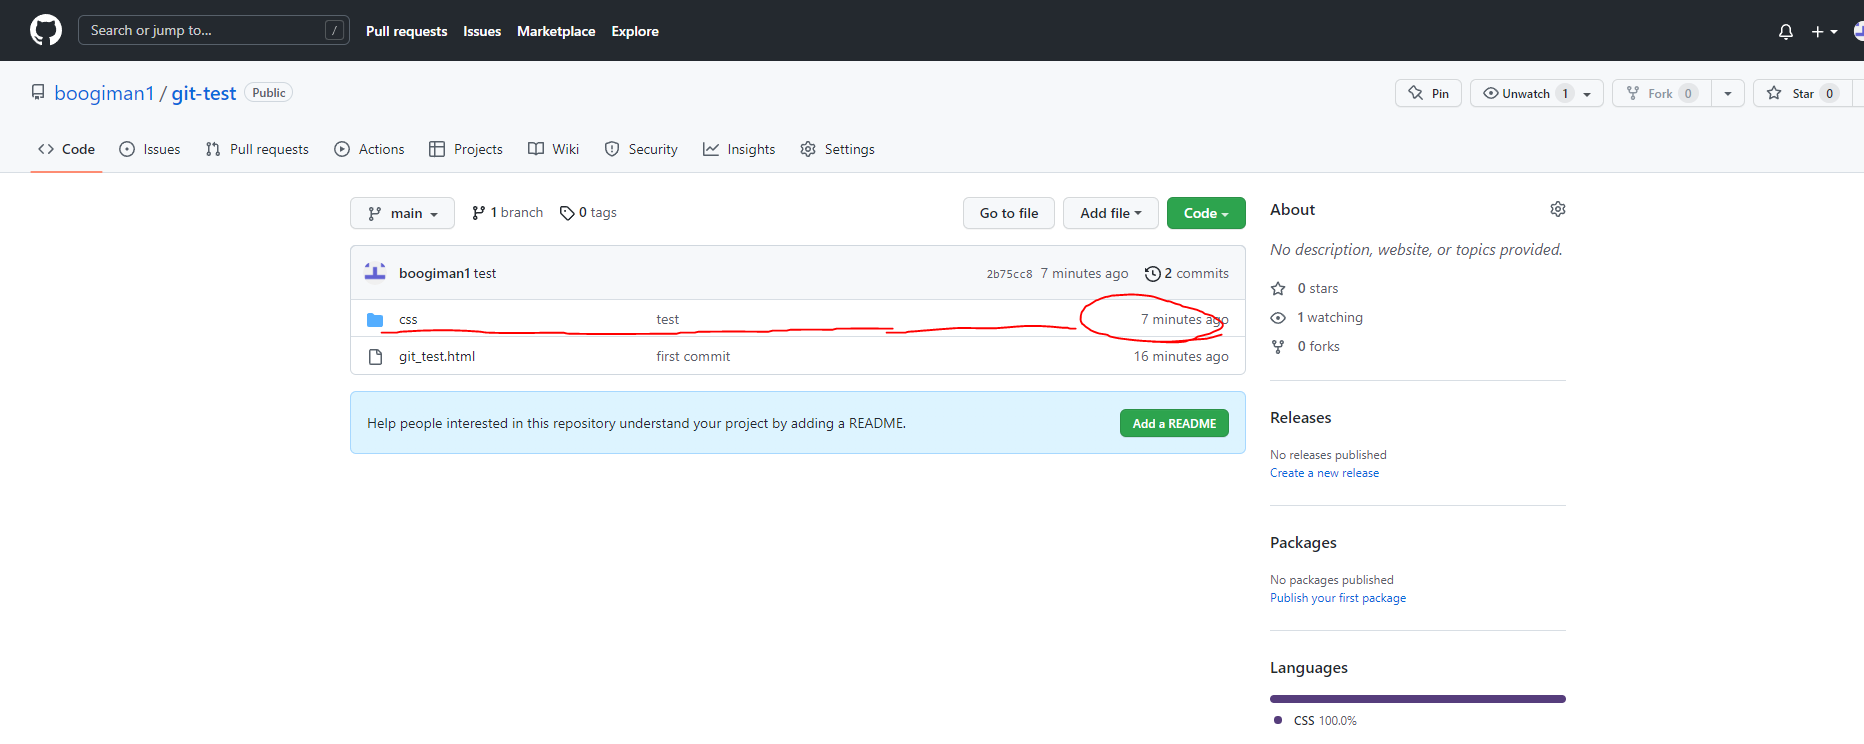 Search or jump to... /
Pull requests Issues Marketplace Explore
boogiman1 / git-test Public
Pin Unwatch 1 Fork 0 Star 0
Code Issues Pull requests Actions Projects Wiki Security Insights Settings
main 1 branch 0 tags Go to file Add file Code
boogiman1 test 2b75cc8 7 minutes ago 2 commits
css test 7 minutes ago
git_test.html first commit 16 minutes ago
Help people interested in this repository understand your project by adding a README. Add a README
About
No description, website, or topics provided.
0 stars
1 watching
0 forks
Releases
No releases published
Create a new release
Packages
No packages published
Publish your first package
Languages
CSS 100.0%